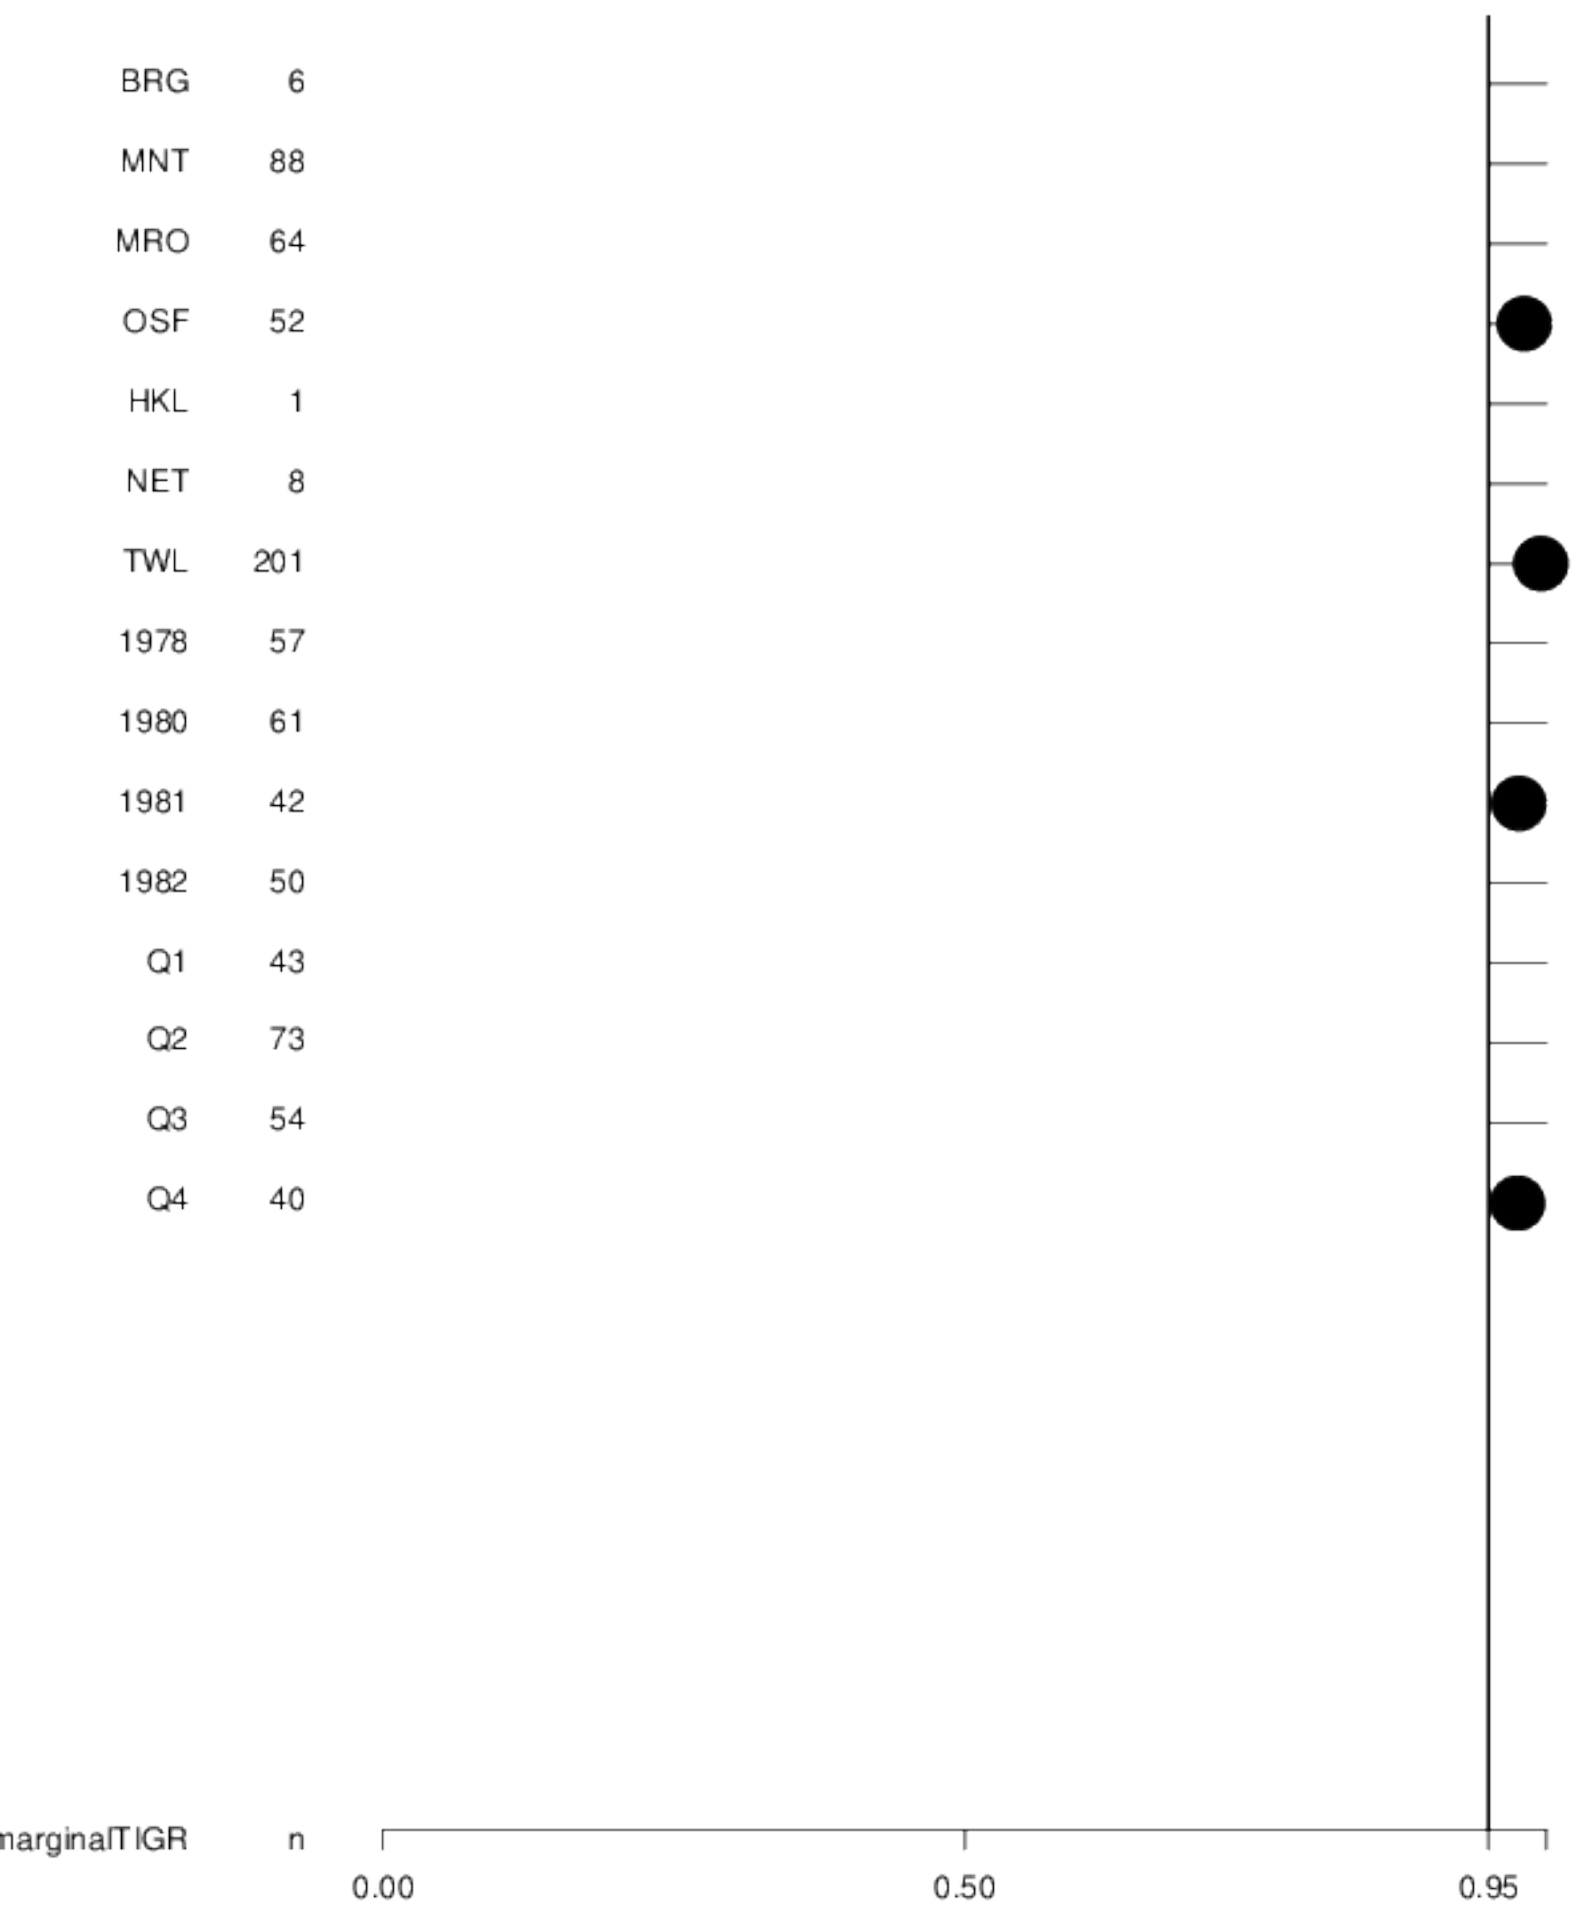 BRG 6
MNT 88
MRO 64
OSF 52
HKL 1
NET 8
TWL 201
1978 57
1980 61
1981 42
1982 50
Q1 43
Q2 73
Q3 54
Q4 40
marginalTIGR n
0.00 0.50 0.95